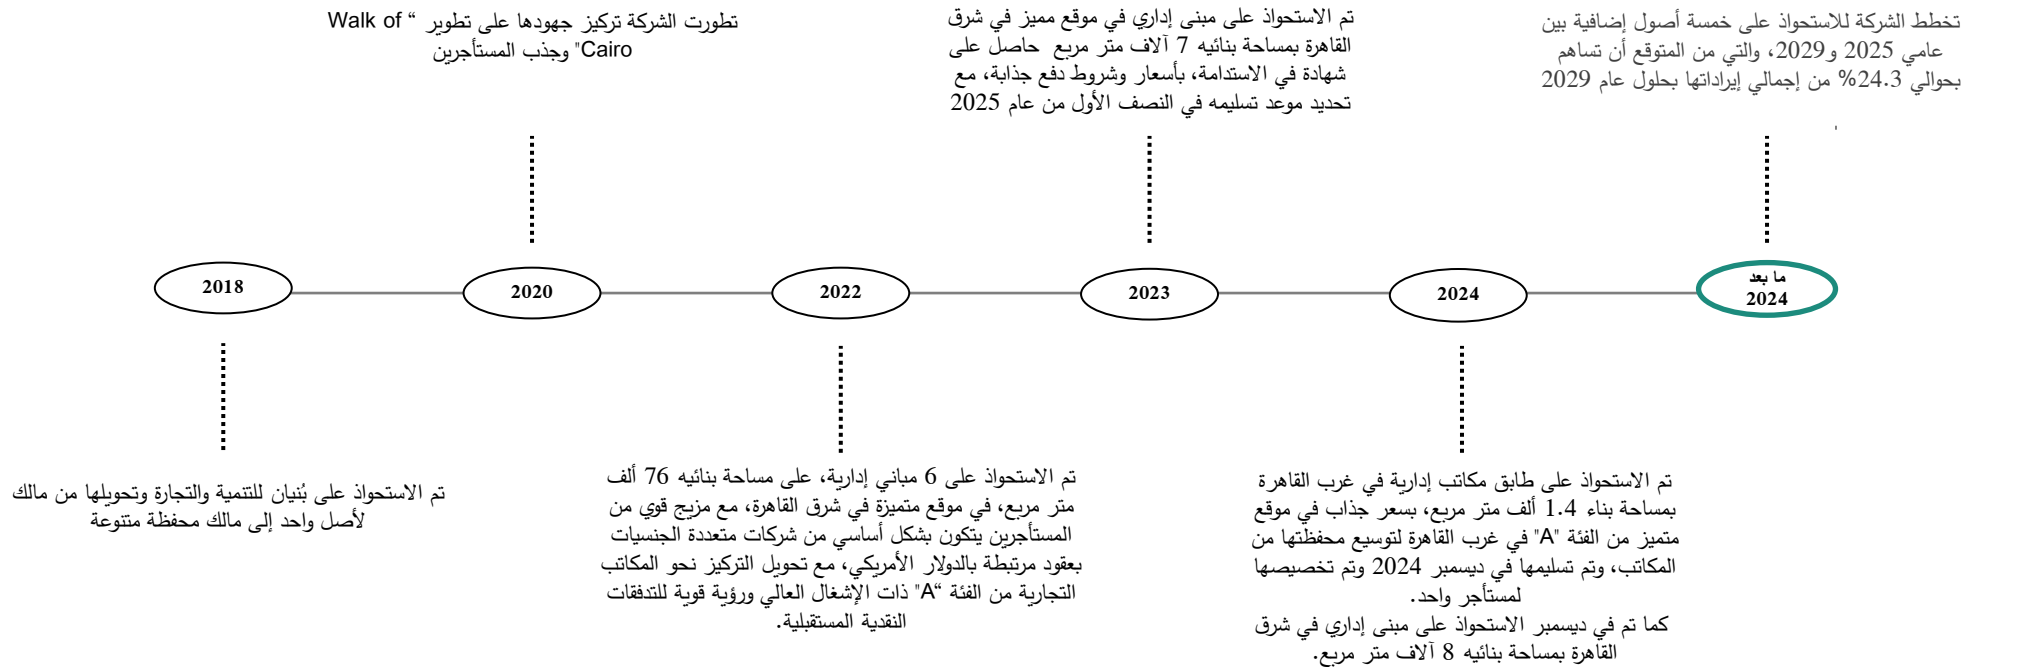 2018
تم الاستحواذ على بُنيان للتنمية والتجارة وتحويلها من مالك
لأصل واحد إلى مالك محفظة متنوعة
2020
تطورت الشركة تركيز جهودها على تطوير “ Walk of
Cairo" وجذب المستأجرين
2022
تم الاستحواذ على 6 مباني إدارية، على مساحة بنائيه 76 ألف
متر مربع، في موقع متميزة في شرق القاهرة، مع مزيج قوي من
المستأجرين يتكون بشكل أساسي من شركات متعددة الجنسيات
بعقود مرتبطة بالدولار الأمريكي، مع تحويل التركيز نحو المكاتب
التجارية من الفئة “A" ذات الإشغال العالي ورؤية قوية للتدفقات
النقدية المستقبلية.
2023
تم الاستحواذ على مبنى إداري في موقع مميز في شرق
القاهرة بمساحة بنائيه 7 آلاف متر مربع حاصل على
شهادة في الاستدامة، بأسعار وشروط دفع جذابة، مع
تحديد موعد تسليمه في النصف الأول من عام 2025
2024
تم الاستحواذ على طابق مكاتب إدارية في غرب القاهرة
بمساحة بناء 1.4 ألف متر مربع، بسعر جذاب في موقع
متميز من الفئة "A" في غرب القاهرة لتوسيع محفظتها من
المكاتب، وتم تسليمها في ديسمبر 2024 وتم تخصيصها
لمستأجر واحد.
كما تم في ديسمبر الاستحواذ على مبنى إداري في شرق
القاهرة بمساحة بنائيه 8 آلاف متر مربع.
ما بعد
2024
تخطط الشركة للاستحواذ على خمسة أصول إضافية بين
عامي 2025 و2029، والتي من المتوقع أن تساهم
بحوالي 24.3% من إجمالي إيراداتها بحلول عام 2029